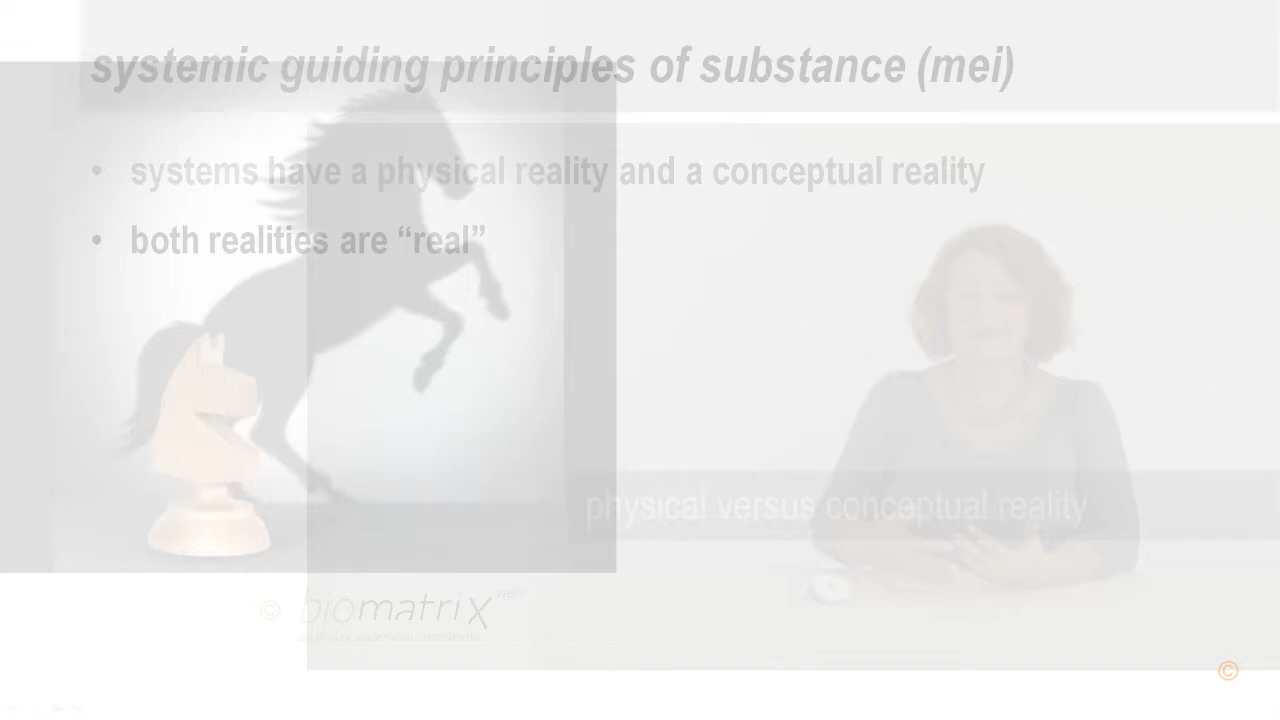 systemic guiding principles of substance (mei)
• systems have a physical reality and a conceptual reality
• both realities are “real”
physical versus conceptual reality
© biomatrix
©